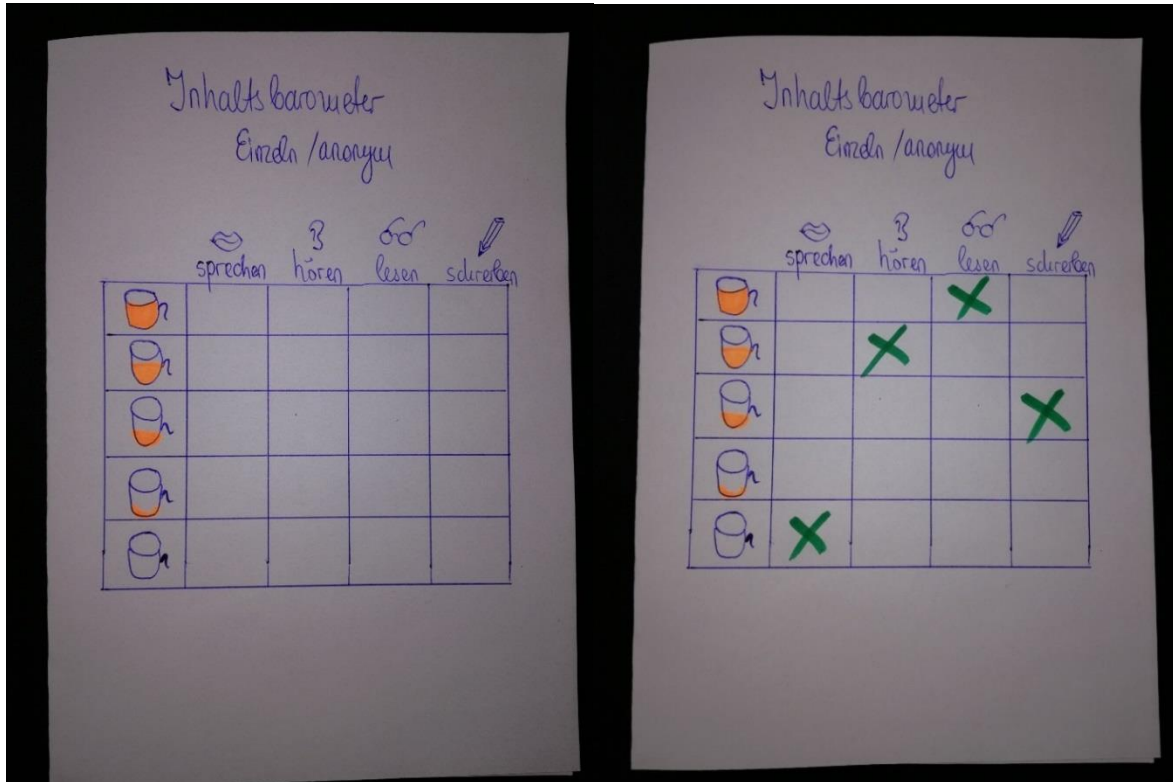 Inhaltsbarometer
Einzeln /anonym
sprechen hören lesen schreiben
Inhaltsbarometer
Einzeln /anonym
sprechen hören lesen schreiben